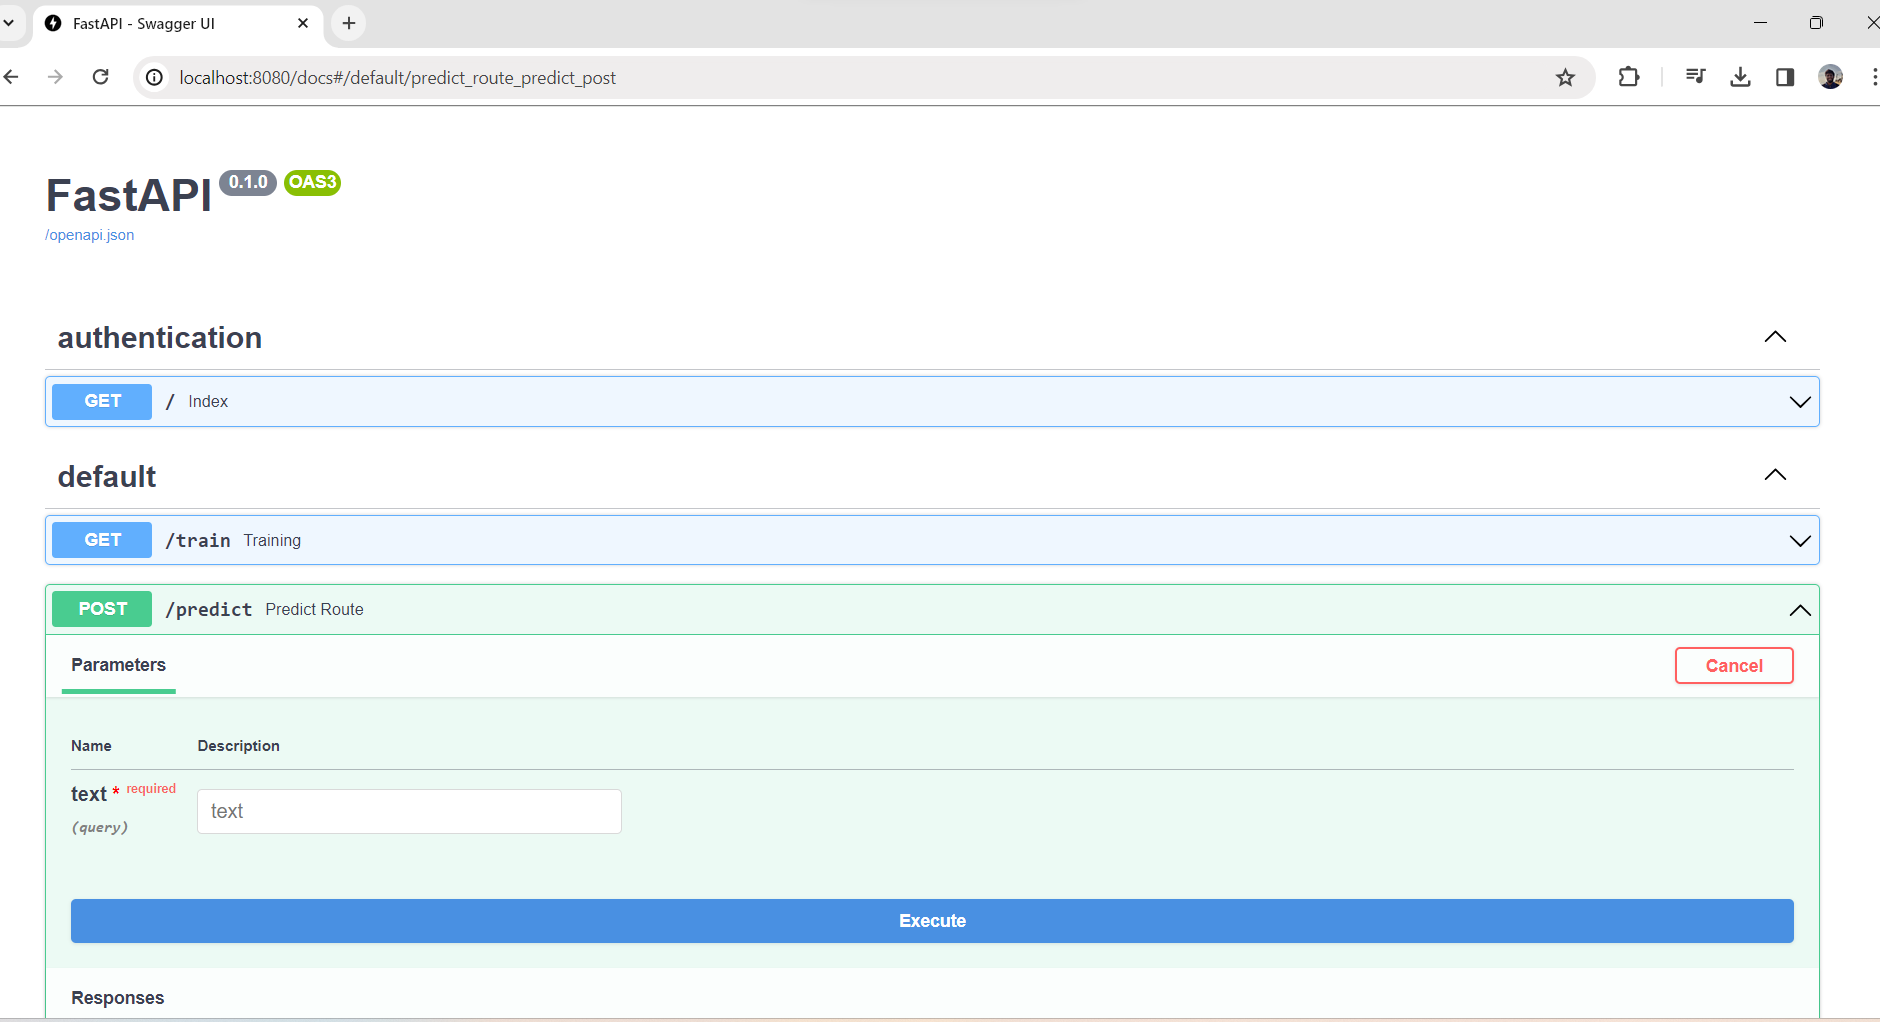 FastAPI - Swagger UI
localhost:8080/docs#/default/predict_route_predict_post
FastAPI 0.1.0 OAS3
/openapi.json
authentication
GET / Index
default
GET /train Training
POST /predict Predict Route
Parameters Cancel
Name Description
text * required
(query) text
Execute
Responses